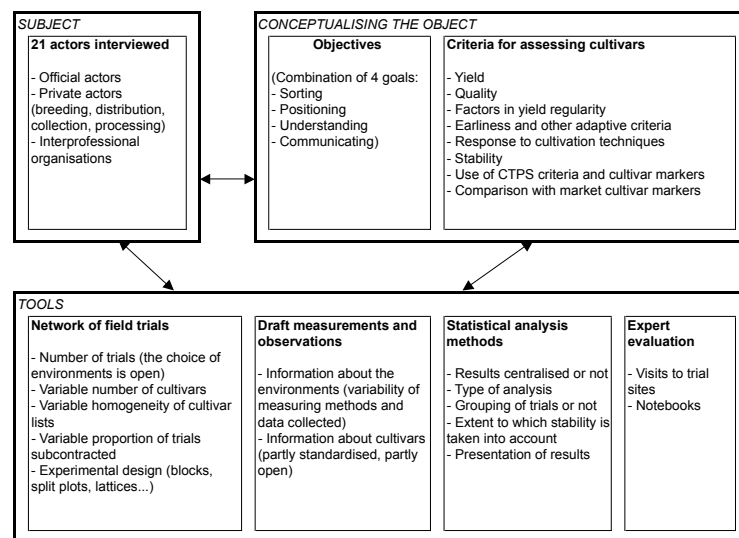 SUBJECT
21 actors interviewed
- Official actors
- Private actors
(breeding, distribution,
collection, processing)
- Interprofessional
organisations
CONCEPTUALISING THE OBJECT
Objectives
(Combination of 4 goals:
- Sorting
- Positioning
- Understanding
- Communicating)
Criteria for assessing cultivars
- Yield
- Quality
- Factors in yield regularity
- Earliness and other adaptive criteria
- Response to cultivation techniques
- Stability
- Use of CTPS criteria and cultivar markers
- Comparison with market cultivar markers
TOOLS
Network of field trials
- Number of trials (the choice of
environments is open)
- Variable number of cultivars
- Variable homogeneity of cultivar
lists
- Variable proportion of trials
subcontracted
- Experimental design (blocks,
split plots, lattices...)
Draft measurements and
observations
- Information about the
environments (variability of
measuring methods and
data collected)
- Information about cultivars
(partly standardised, partly
open)
Statistical analysis
methods
- Results centralised or not
- Type of analysis
- Grouping of trials or not
- Extent to which stability is
taken into account
- Presentation of results
Expert
evaluation
- Visits to trial
sites
- Notebooks